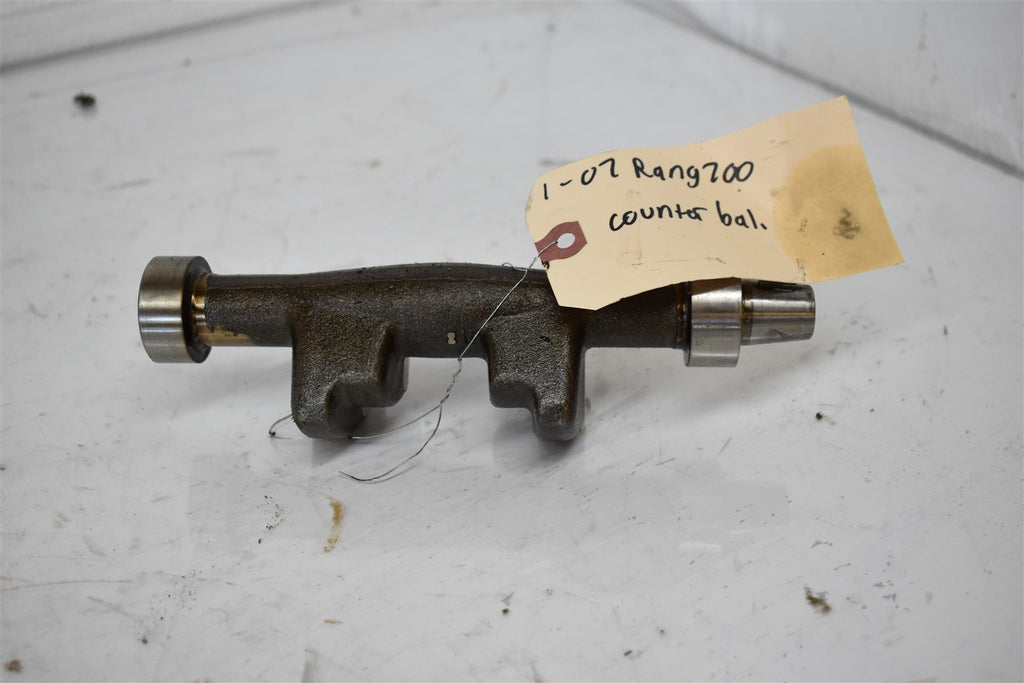 1-07 Rang700
counter bal.